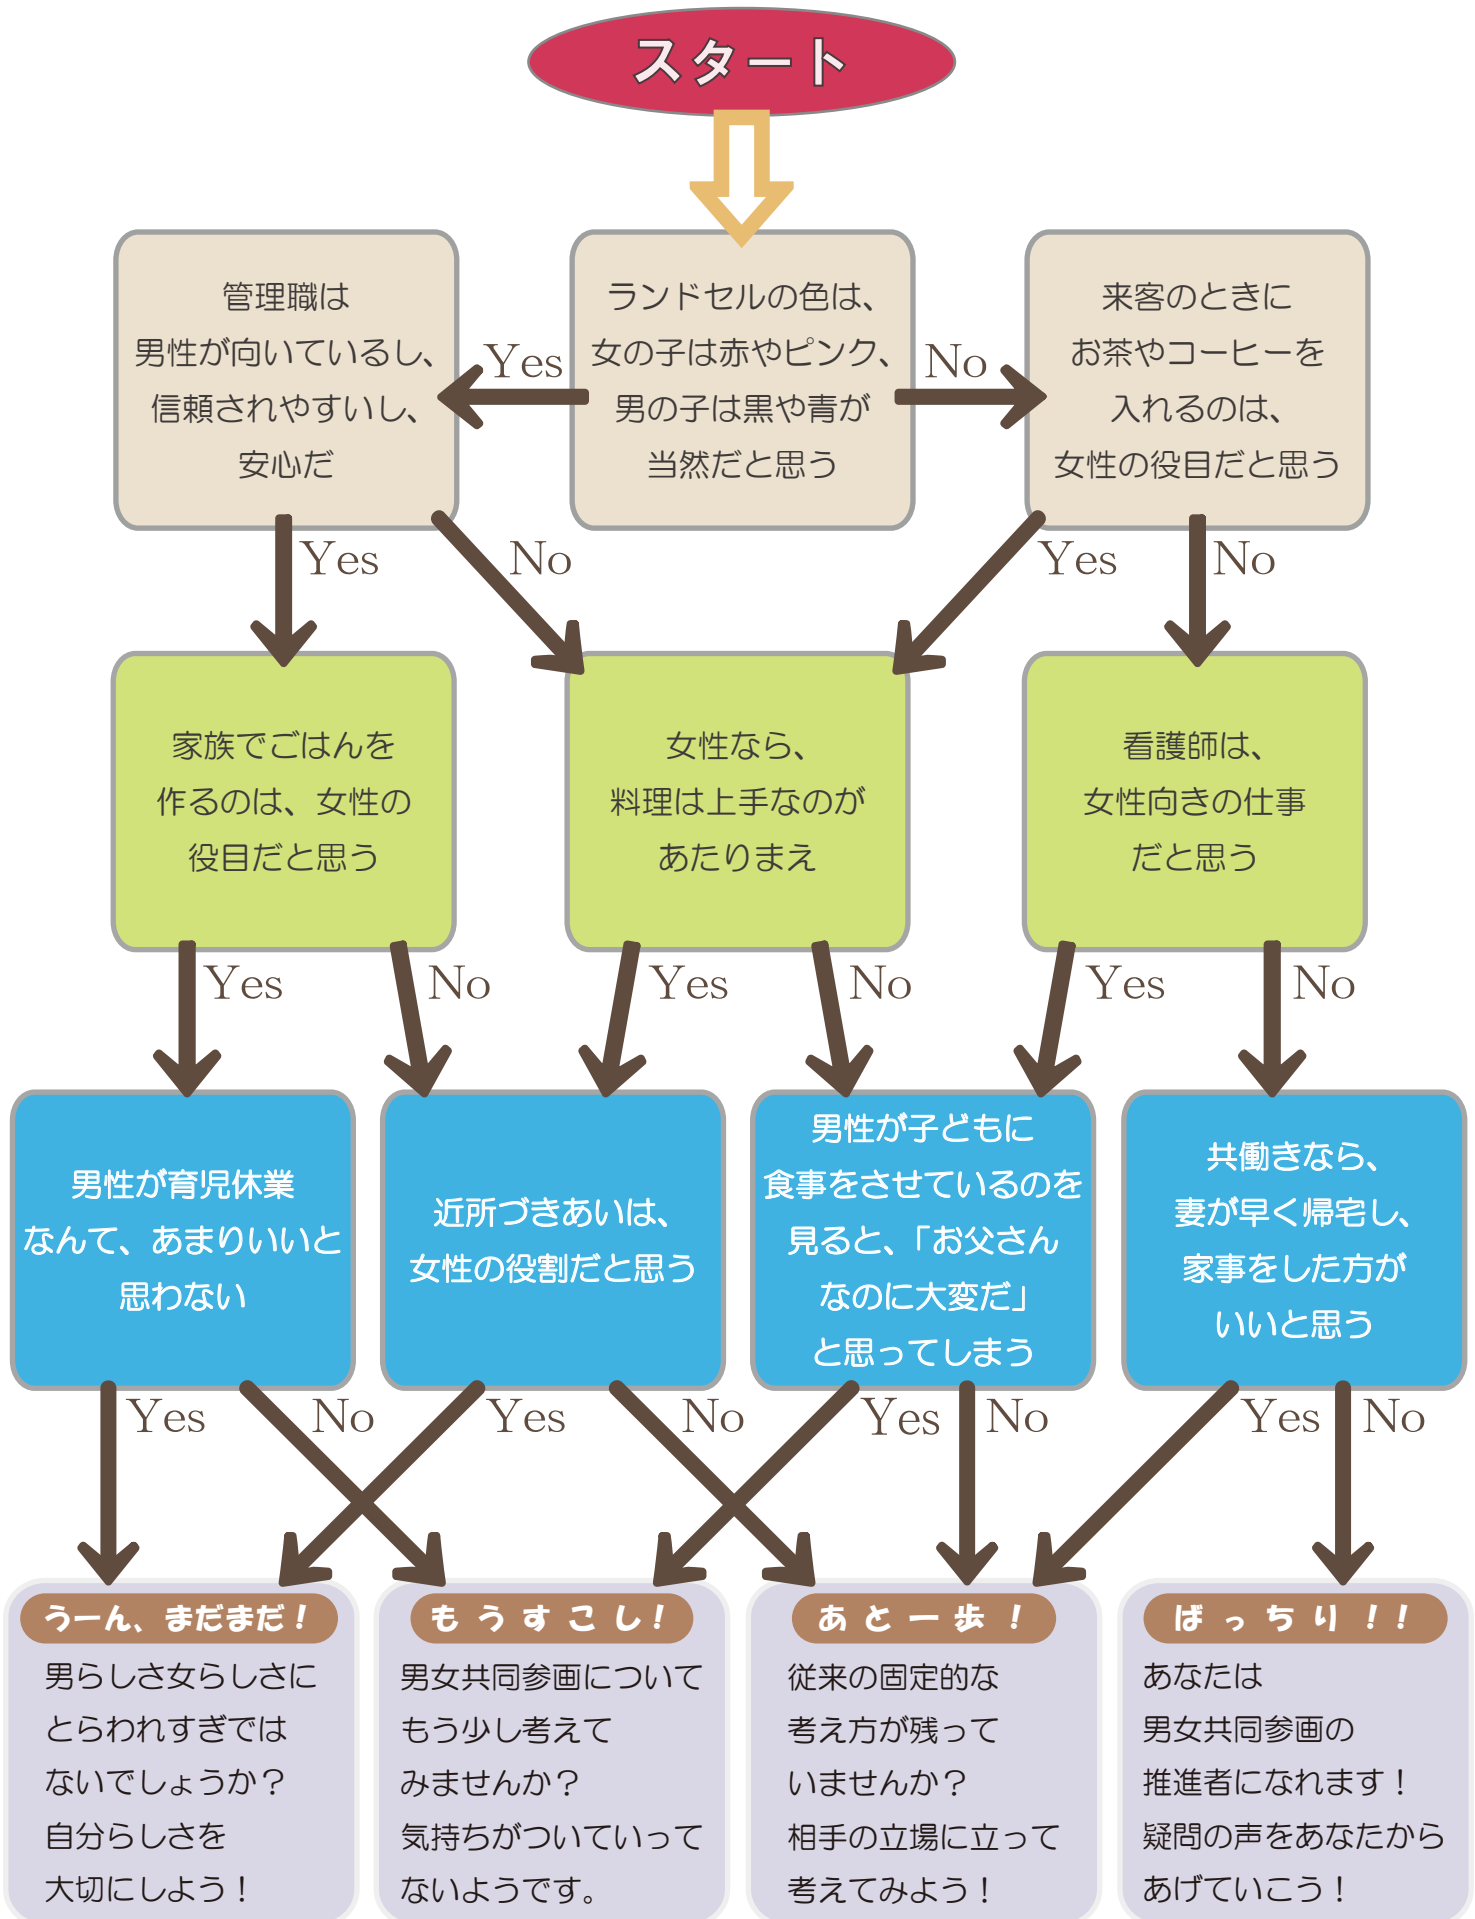 スタート
管理職は
男性が向いているし、
信頼されやすいし、
安心だ
Yes
ランドセルの色は、
女の子は赤やピンク、
男の子は黒や青が
当然だと思う
No
来客のときに
お茶やコーヒーを
入れるのは、
女性の役目だと思う
Yes
No
Yes
No
家族でごはんを
作るのは、女性の
役目だと思う
女性なら、
料理は上手なのが
あたりまえ
看護師は、
女性向きの仕事
だと思う
Yes
No
Yes
No
Yes
No
男性が育児休業
なんて、あまりいいと
思わない
近所づきあいは、
女性の役割だと思う
男性が子どもに
食事をさせているのを
見ると、「お父さん
なのに大変だ」
と思ってしまう
共働きなら、
妻が早く帰宅し、
家事をした方が
いいと思う
Yes
No
Yes
No
Yes
No
Yes
No
うーん、まだまだ！
男らしさ女らしさに
とらわれすぎでは
ないでしょうか？
自分らしさを
大切にしよう！
もうすこし！
男女共同参画について
もう少し考えて
みませんか？
気持ちがついていって
ないようです。
あと一歩！
従来の固定的な
考え方が残って
いませんか？
相手の立場に立って
考えてみよう！
ばっちり！！
あなたは
男女共同参画の
推進者になれます！
疑問の声をあなたから
あげていこう！